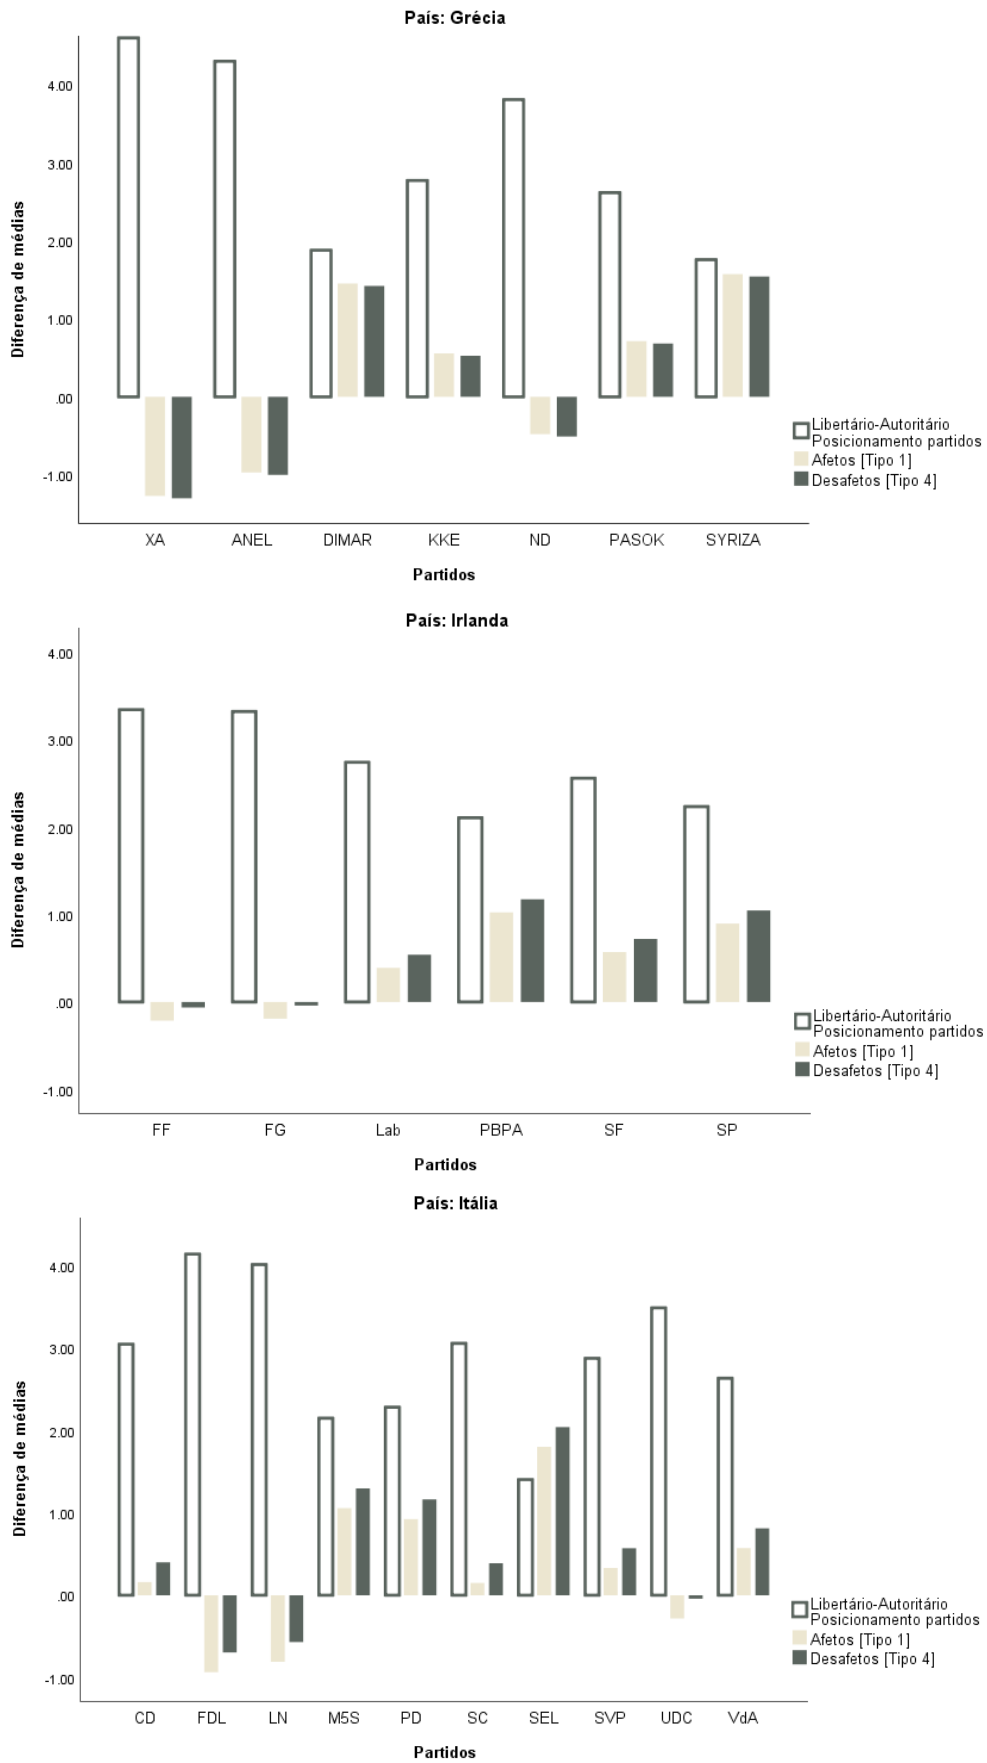 País: Grécia
Diferença de médias
4.00
3.00
2.00
1.00
.00
-1.00
XA ANEL DIMAR KKE ND PASOK SYRIZA
Partidos
Libertário-Autoritário
Posicionamento partidos
Afetos [Tipo 1]
Desafetos [Tipo 4]
País: Irlanda
Diferença de médias
4.00
3.00
2.00
1.00
.00
-1.00
FF FG Lab PBPA SF SP
Partidos
Libertário-Autoritário
Posicionamento partidos
Afetos [Tipo 1]
Desafetos [Tipo 4]
País: Itália
Diferença de médias
4.00
3.00
2.00
1.00
.00
-1.00
CD FDL LN M5S PD SC SEL SVP UDC VdA
Partidos
Libertário-Autoritário
Posicionamento partidos
Afetos [Tipo 1]
Desafetos [Tipo 4]